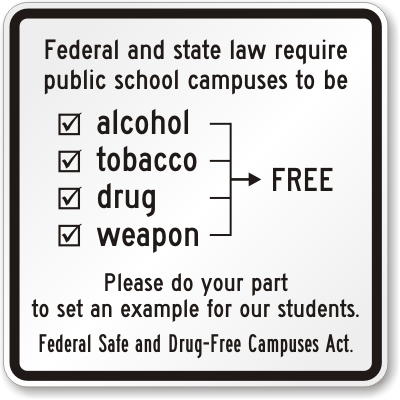 Federal and state law require
public school campuses to be
alcohol
tobacco
drug
weapon
FREE
Please do your part
to set an example for our students.
Federal Safe and Drug-Free Campuses Act.